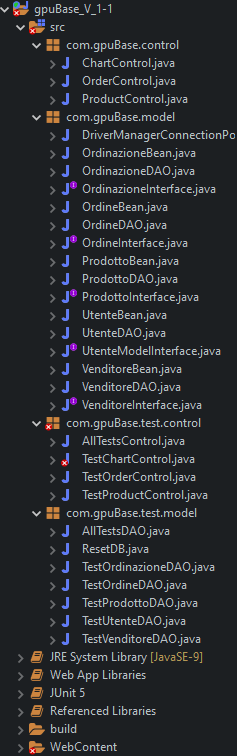 gpuBase_V_1-1
src
com.gpuBase.control
ChartControl.java
OrderControl.java
ProductControl.java
com.gpuBase.model
DriverManagerConnectionPo
OrdinazioneBean.java
OrdinazioneDAO.java
OrdinazioneInterface.java
OrdineBean.java
OrdineDAO.java
OrdineInterface.java
ProdottoBean.java
ProdottoDAO.java
ProdottoInterface.java
UtenteBean.java
UtenteDAO.java
UtenteModelInterface.java
VenditoreBean.java
VenditoreDAO.java
VenditoreInterface.java
com.gpuBase.test.control
AllTestsControl.java
TestChartControl.java
TestOrderControl.java
TestProductControl.java
com.gpuBase.test.model
AllTestsDAO.java
ResetDB.java
TestOrdinazioneDAO.java
TestOrdineDAO.java
TestProdottoDAO.java
TestUtenteDAO.java
TestVenditoreDAO.java
JRE System Library [JavaSE-9]
Web App Libraries
JUnit 5
Referenced Libraries
build
WebContent